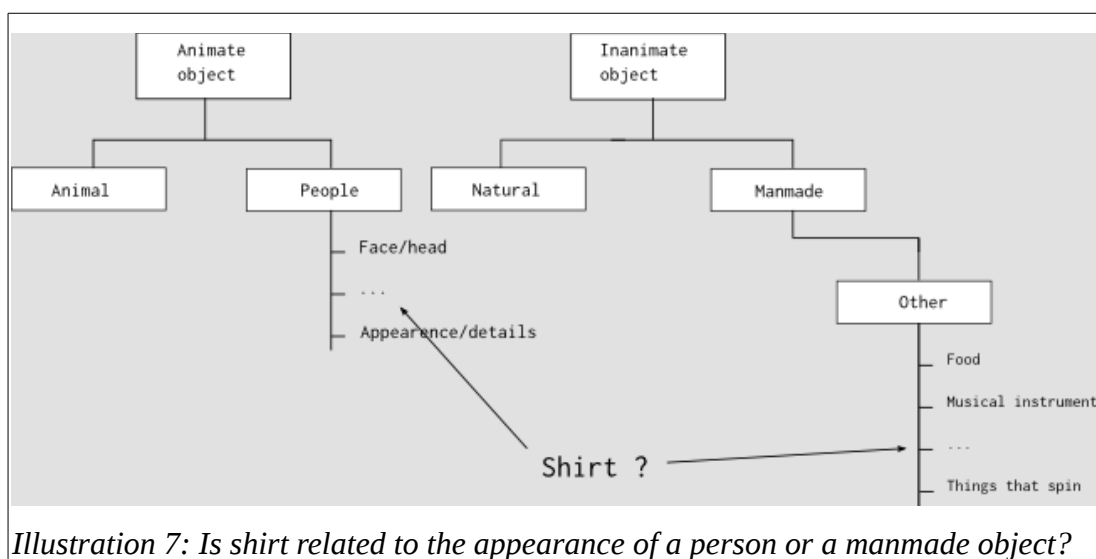 Animate
object
Inanimate
object
Animal
People
Natural
Manmade
Face/head
...
Appearence/details
Other
Food
Musical instrument
...
Things that spin
Shirt ?
Illustration 7: Is shirt related to the appearance of a person or a manmade object?